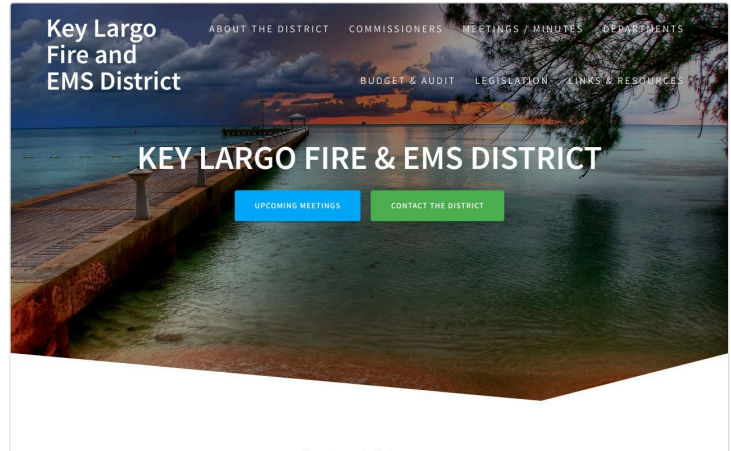 Key Largo
Fire and
EMS District
ABOUT THE DISTRICT COMMISSIONERS MEETINGS / MINUTES DEPARTMENTS
BUDGET & AUDIT LEGISLATION LINKS & RESOURCES
KEY LARGO FIRE & EMS DISTRICT
UPCOMING MEETINGS CONTACT THE DISTRICT